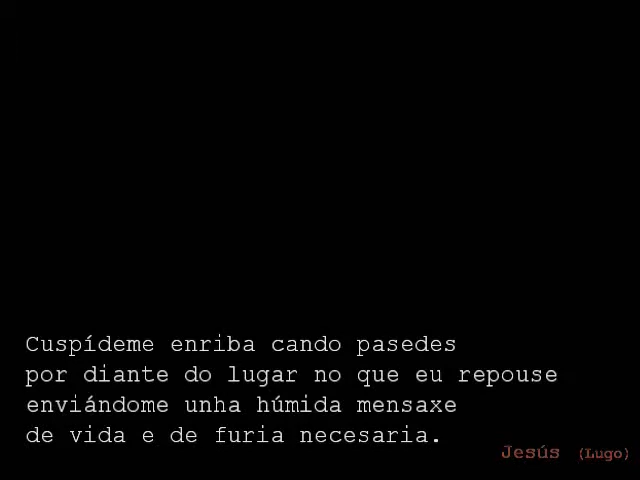 Cuspídeme enriba cando pasedes
por diante do lugar no que eu repouse
enviándome unha húmida mensaxe
de vida e de furia necesaria.
Jesús (Lugo)